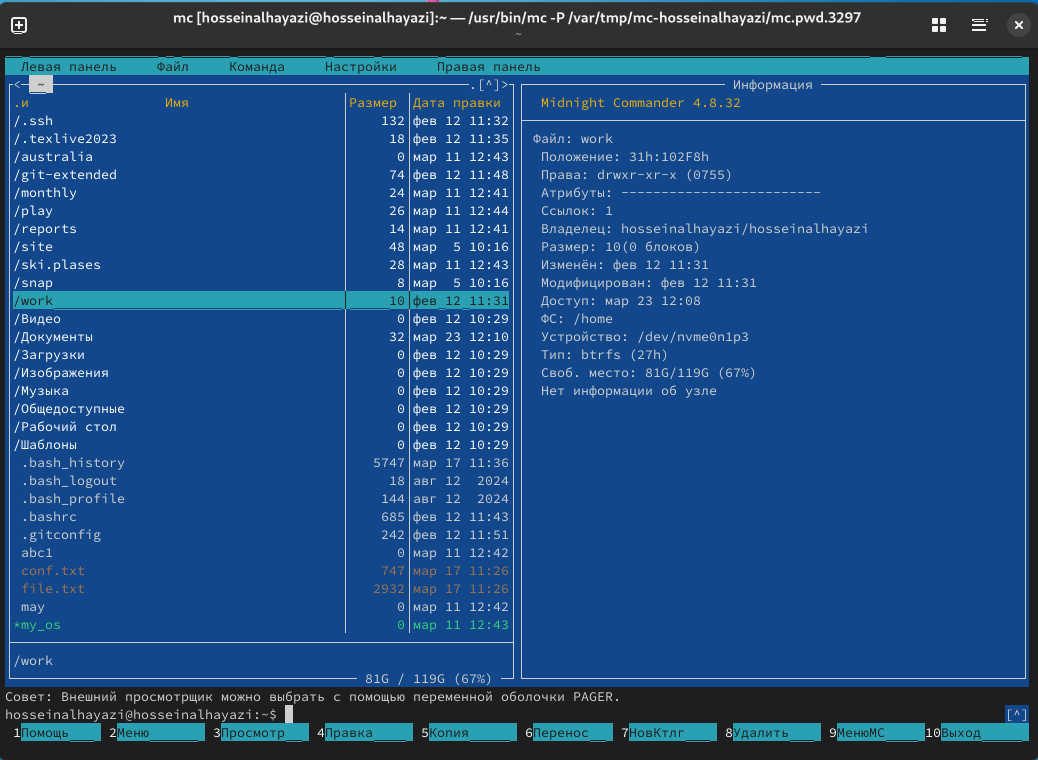 mc [hosseinalhayazi@hosseinalhayazi]:~ — /usr/bin/mc -P /var/tmp/mc-hosseinalhayazi/mc.pwd.3297
~
Левая панель Файл Команда Настройки Правая панель
<- ~ .[^]>
.и Имя Размер Дата правки
/.ssh 132 фев 12 11:32
/.texlive2023 18 фев 12 11:35
/australia 0 мар 11 12:43
/git-extended 74 фев 12 11:48
/monthly 24 мар 11 12:41
/play 26 мар 11 12:44
/reports 14 мар 11 12:41
/site 48 мар 5 10:16
/ski.plases 28 мар 11 12:43
/snap 8 мар 5 10:16
/work 10 фев 12 11:31
/Видео 0 фев 12 10:29
/Документы 32 мар 23 12:10
/Загрузки 0 фев 12 10:29
/Изображения 0 фев 12 10:29
/Музыка 0 фев 12 10:29
/Общедоступные 0 фев 12 10:29
/Рабочий стол 0 фев 12 10:29
/Шаблоны 0 фев 12 10:29
.bash_history 5747 мар 17 11:36
.bash_logout 18 авг 12 2024
.bash_profile 144 авг 12 2024
.bashrc 685 фев 12 11:43
.gitconfig 242 фев 12 11:51
abc1 0 мар 11 12:42
conf.txt 747 мар 17 11:26
file.txt 2932 мар 17 11:26
may 0 мар 11 12:42
*my_os 0 мар 11 12:43
/work
81G / 119G (67%)
Информация
Midnight Commander 4.8.32
Файл: work
Положение: 31h:102F8h
Права: drwxr-xr-x (0755)
Атрибуты: -------------------------
Ссылок: 1
Владелец: hosseinalhayazi/hosseinalhayazi
Размер: 10(0 блоков)
Изменён: фев 12 11:31
Модифицирован: фев 12 11:31
Доступ: мар 23 12:08
ФС: /home
Устройство: /dev/nvme0n1p3
Тип: btrfs (27h)
Своб. место: 81G/119G (67%)
Нет информации об узле
Совет: Внешний просмотрщик можно выбрать с помощью переменной оболочки PAGER.
hosseinalhayazi@hosseinalhayazi:~$ [^]
1Помощь 2Меню 3Просмотр 4Правка 5Копия 6Перенос 7НовКтлг 8Удалить 9МенюМС 10Выход